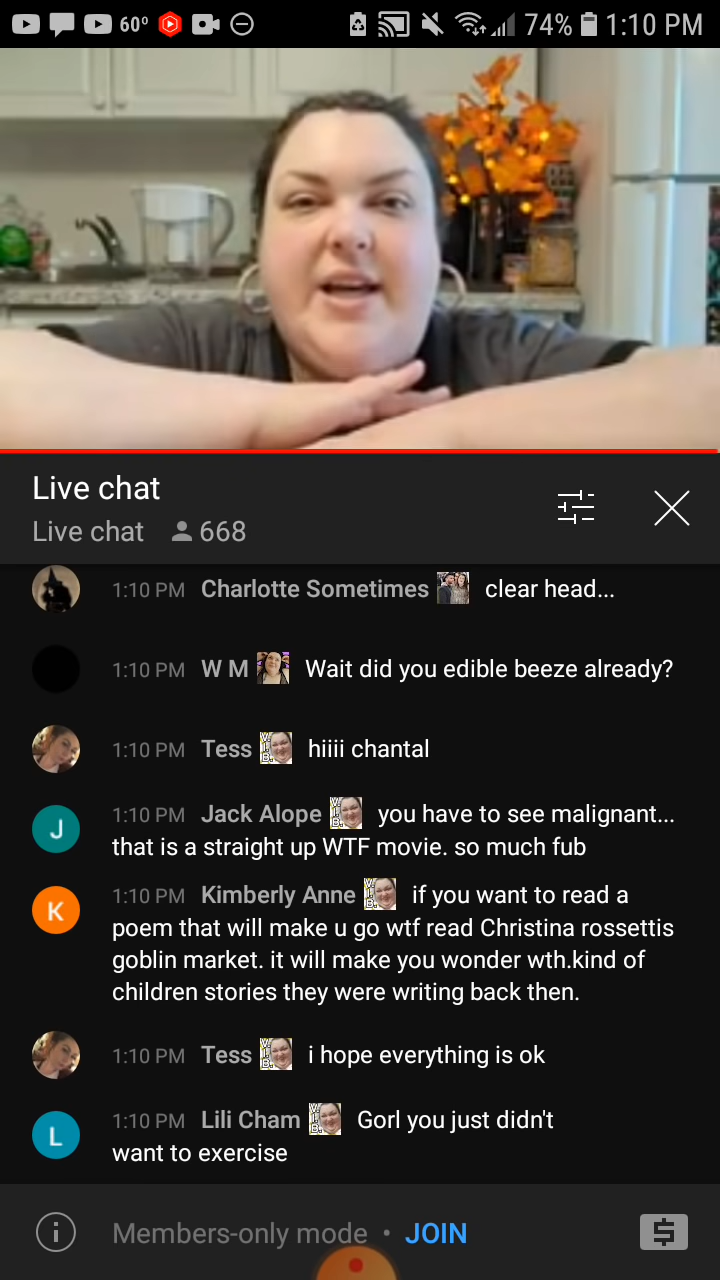 60° 74% 1:10 PM
Live chat
Live chat 668
1:10 PM Charlotte Sometimes clear head...
1:10 PM W M Wait did you edible beeze already?
1:10 PM Tess hiiii chantal
J 1:10 PM Jack Alope you have to see malignant...
that is a straight up WTF movie. so much fub
K 1:10 PM Kimberly Anne if you want to read a
poem that will make u go wtf read Christina rossettis
goblin market. it will make you wonder wth.kind of
children stories they were writing back then.
1:10 PM Tess i hope everything is ok
L 1:10 PM Lili Cham Gorl you just didn't
want to exercise
Members-only mode • JOIN